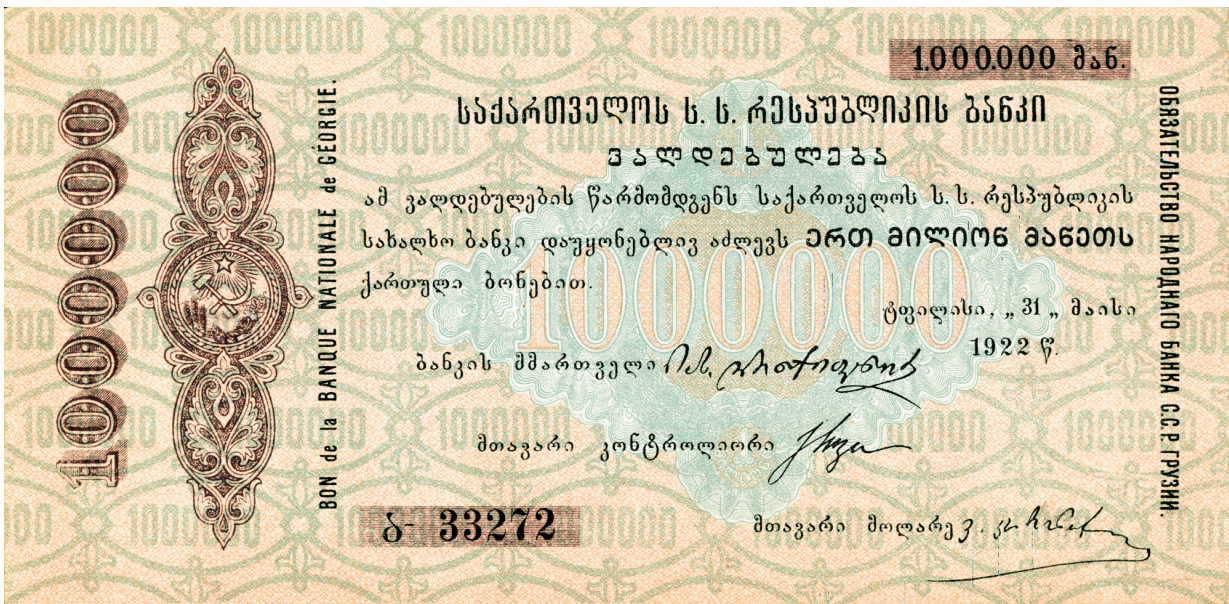 1.000.000 მან.
საქართველოს ს. ს. რესპუბლიკის ბანკი
ვალდებულება
ამ ვალდებულების წარმომდგენს საქართველოს ს. ს. რესპუბლიკის
სახალხო ბანკი დაუყონებლივ აძლევს ერთ მილიონ მანეთს
ქართული ბონებით.
ტფილისი, „ 31 „ მაისი
1922 წ.
ბანკის მმართველი
მთავარი კონტროლიორი
მთავარი მოლარე
ბ- 33272
1000000
BON de la BANQUE NATIONALE de GÉORGIE.
ОБЯЗАТЕЛЬСТВО НАРОДНАГО БАНКА С.С.Р. ГРУЗИИ.
1000000